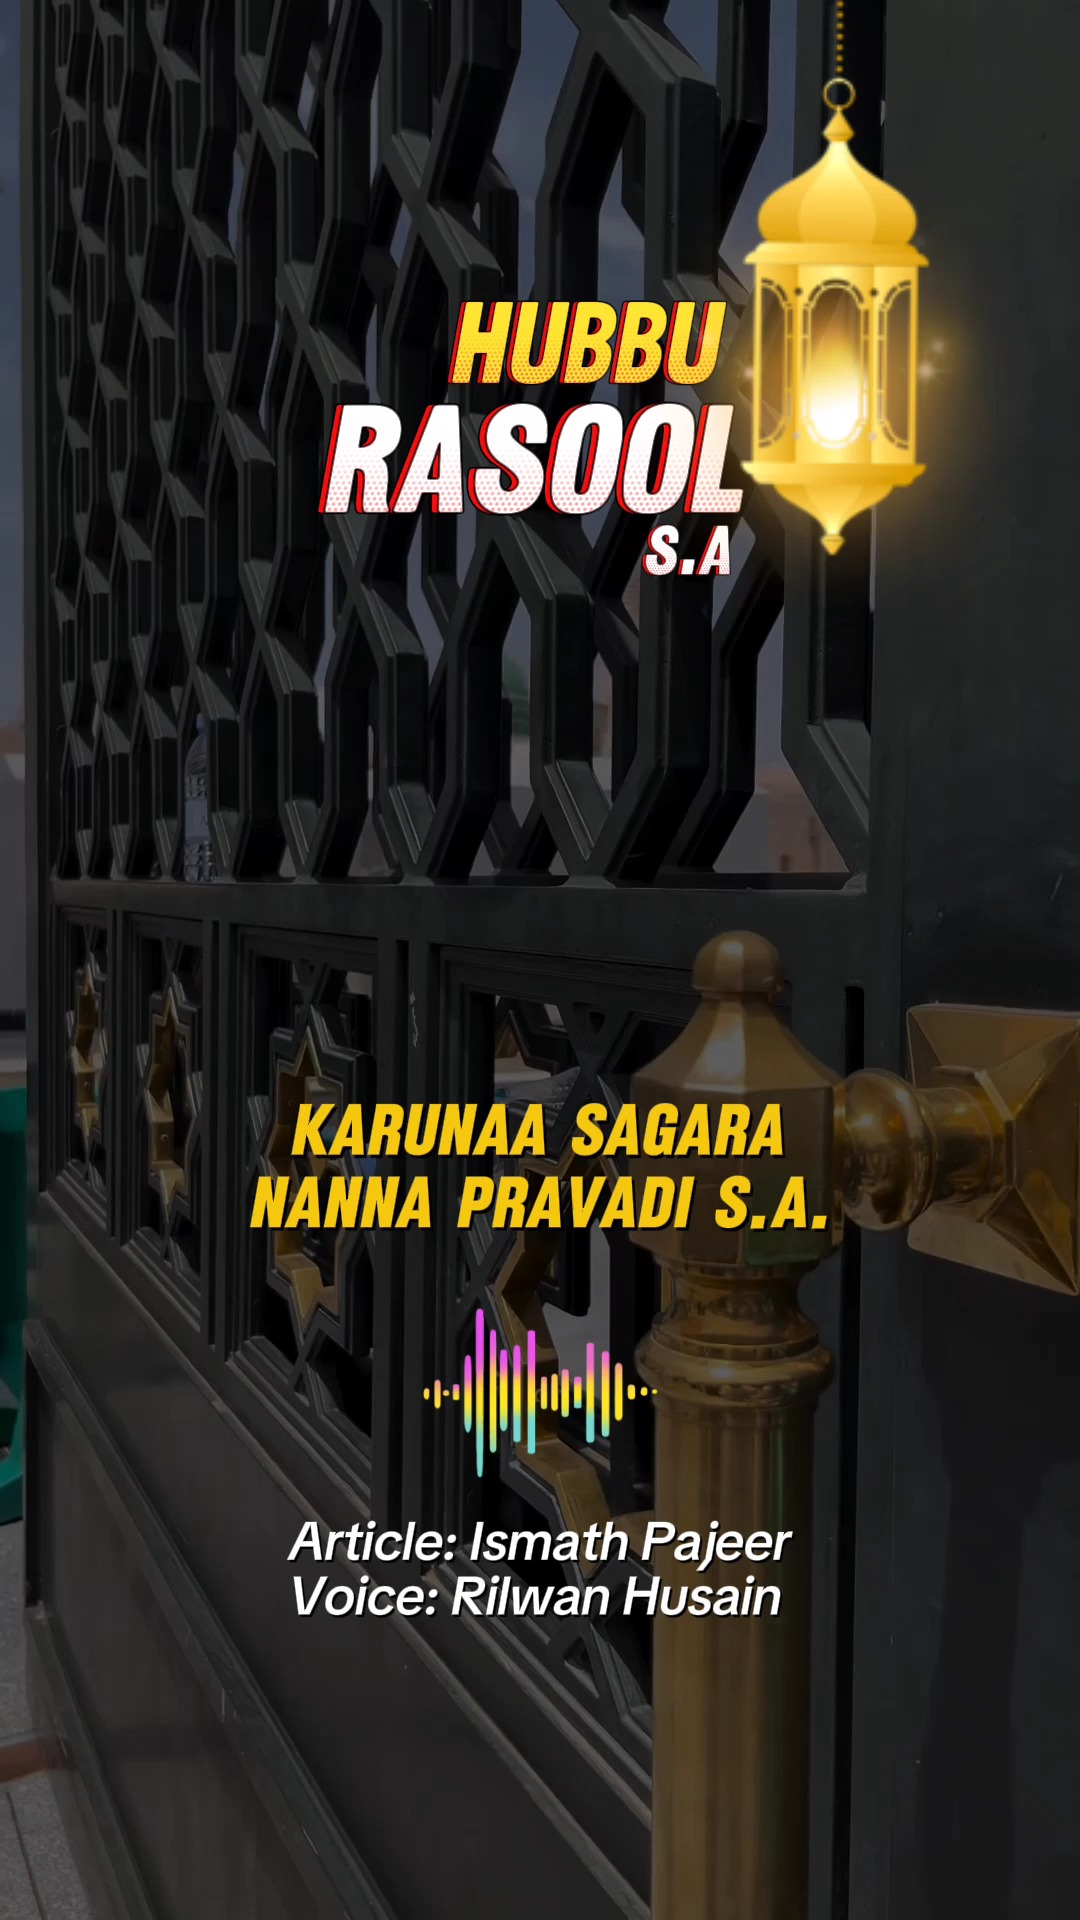 HUBBU
RASOOL
S.A
KARUNAA SAGARA
NANNA PRAVADI S.A.
Article: Ismath Pajeer
Voice: Rilwan Husain